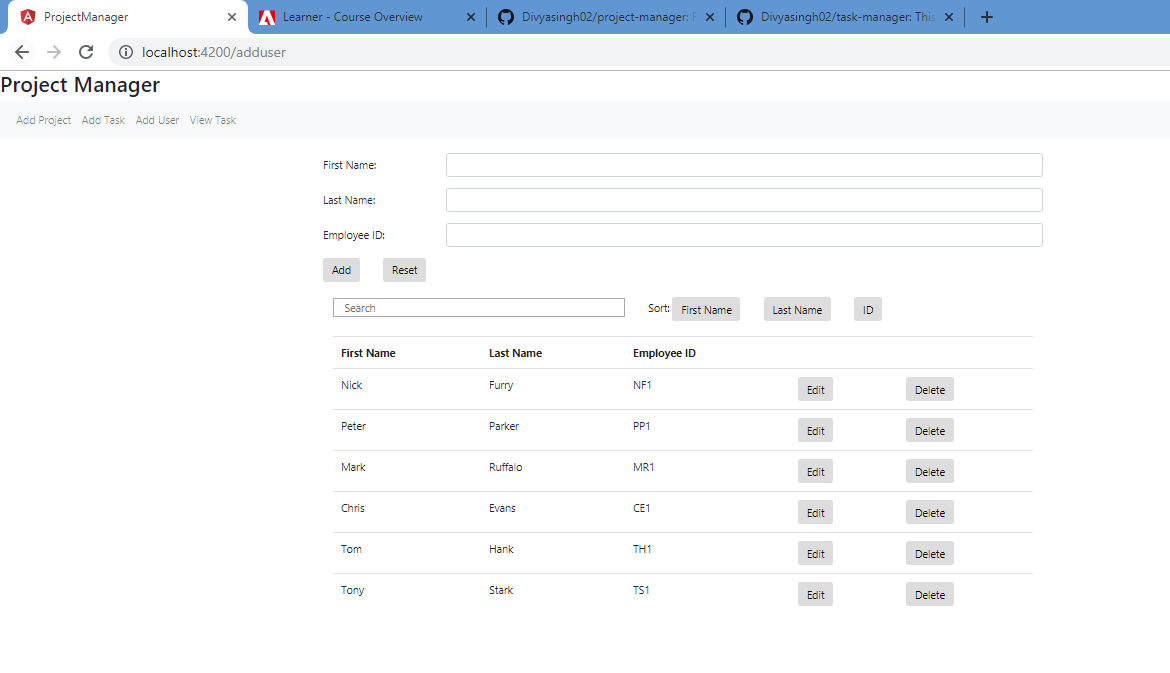 ProjectManager Learner - Course Overview Divyasingh02/project-manager: Divyasingh02/task-manager: This
localhost:4200/adduser
Project Manager
Add Project Add Task Add User View Task
First Name:
Last Name:
Employee ID:
Add Reset
Search Sort: First Name Last Name ID
First Name Last Name Employee ID
Nick Furry NF1 Edit Delete
Peter Parker PP1 Edit Delete
Mark Ruffalo MR1 Edit Delete
Chris Evans CE1 Edit Delete
Tom Hank TH1 Edit Delete
Tony Stark TS1 Edit Delete